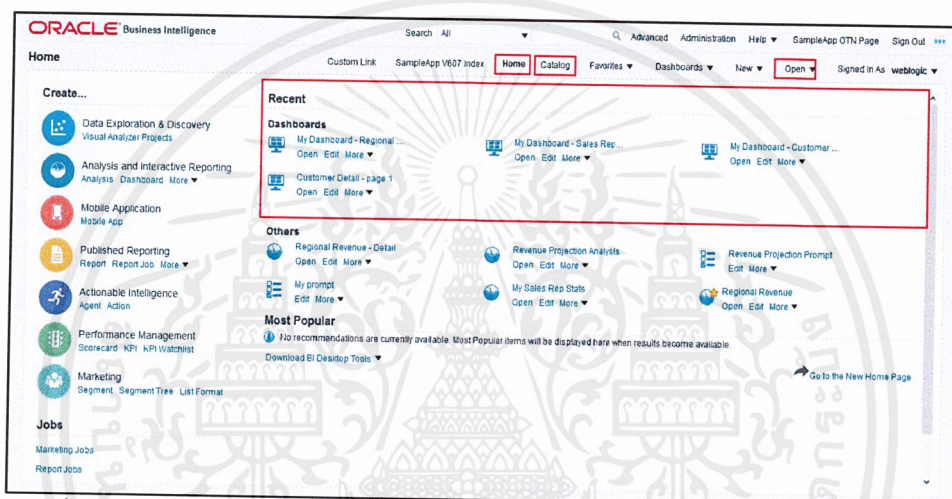 ORACLE Business Intelligence Search All Advanced Administration Help SampleApp OTN Page Sign Out
Home Custom Link SampleApp V607 Index Home Catalog Favorites Dashboards New Open Signed In As weblogic
Create...
Data Exploration & Discovery
Visual Analyzer Projects
Analysis and Interactive Reporting
Analysis Dashboard More
Mobile Application
Mobile App
Published Reporting
Report Report Job More
Actionable Intelligence
Agent Action
Performance Management
Scorecard KPI KPI Watchlist
Marketing
Segment Segment Tree List Format
Jobs
Marketing Jobs
Report Jobs
Recent
Dashboards
My Dashboard - Regional ...
Open Edit More
My Dashboard - Sales Rep...
Open Edit More
My Dashboard - Customer ...
Open Edit More
Customer Detail - page 1
Open Edit More
Others
Regional Revenue - Detail
Open Edit More
Revenue Projection Analysis
Open Edit More
Revenue Projection Prompt
Edit More
My prompt
Edit More
My Sales Rep Stats
Open Edit More
Regional Revenue
Open Edit More
Most Popular
No recommendations are currently available. Most Popular items will be displayed here when results become available.
Download BI Desktop Tools
Go to the New Home Page